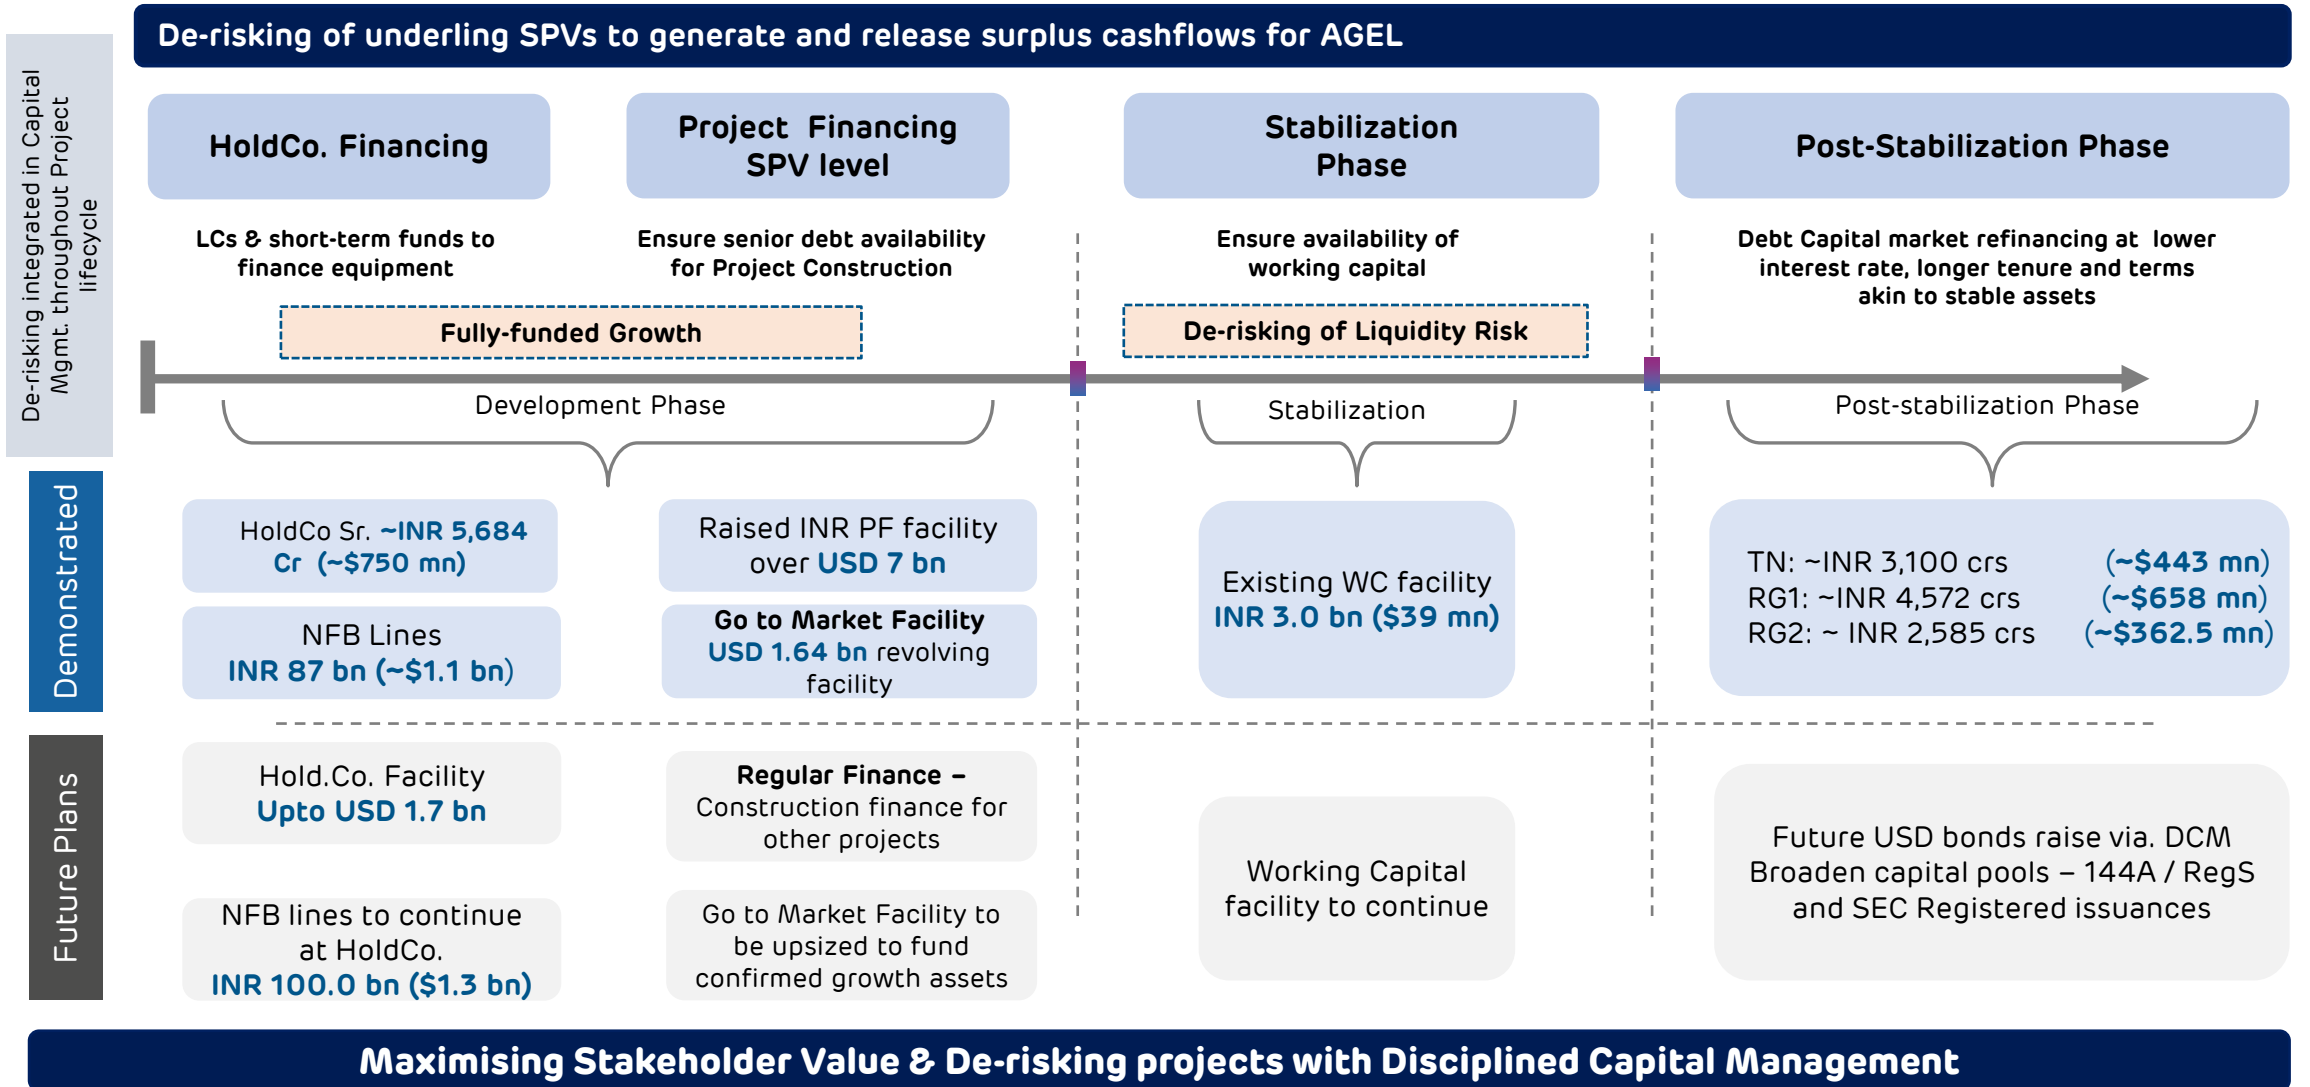 De-risking of underling SPVs to generate and release surplus cashflows for AGEL
De-risking integrated in Capital
Mgmt. throughout Project
lifecycle
HoldCo. Financing
Project Financing
SPV level
Stabilization
Phase
Post-Stabilization Phase
LCs & short-term funds to
finance equipment
Ensure senior debt availability
for Project Construction
Ensure availability of
working capital
Debt Capital market refinancing at lower
interest rate, longer tenure and terms
akin to stable assets
Fully-funded Growth
De-risking of Liquidity Risk
Development Phase
Stabilization
Post-stabilization Phase
Demonstrated
HoldCo Sr. ~INR 5,684
Cr (~$750 mn)
NFB Lines
INR 87 bn (~$1.1 bn)
Raised INR PF facility
over USD 7 bn
Go to Market Facility
USD 1.64 bn revolving
facility
Existing WC facility
INR 3.0 bn ($39 mn)
TN: ~INR 3,100 crs (~$443 mn)
RG1: ~INR 4,572 crs (~$658 mn)
RG2: ~ INR 2,585 crs (~$362.5 mn)
Future Plans
Hold.Co. Facility
Upto USD 1.7 bn
NFB lines to continue
at HoldCo.
INR 100.0 bn ($1.3 bn)
Regular Finance –
Construction finance for
other projects
Go to Market Facility to
be upsized to fund
confirmed growth assets
Working Capital
facility to continue
Future USD bonds raise via. DCM
Broaden capital pools – 144A / RegS
and SEC Registered issuances
Maximising Stakeholder Value & De-risking projects with Disciplined Capital Management